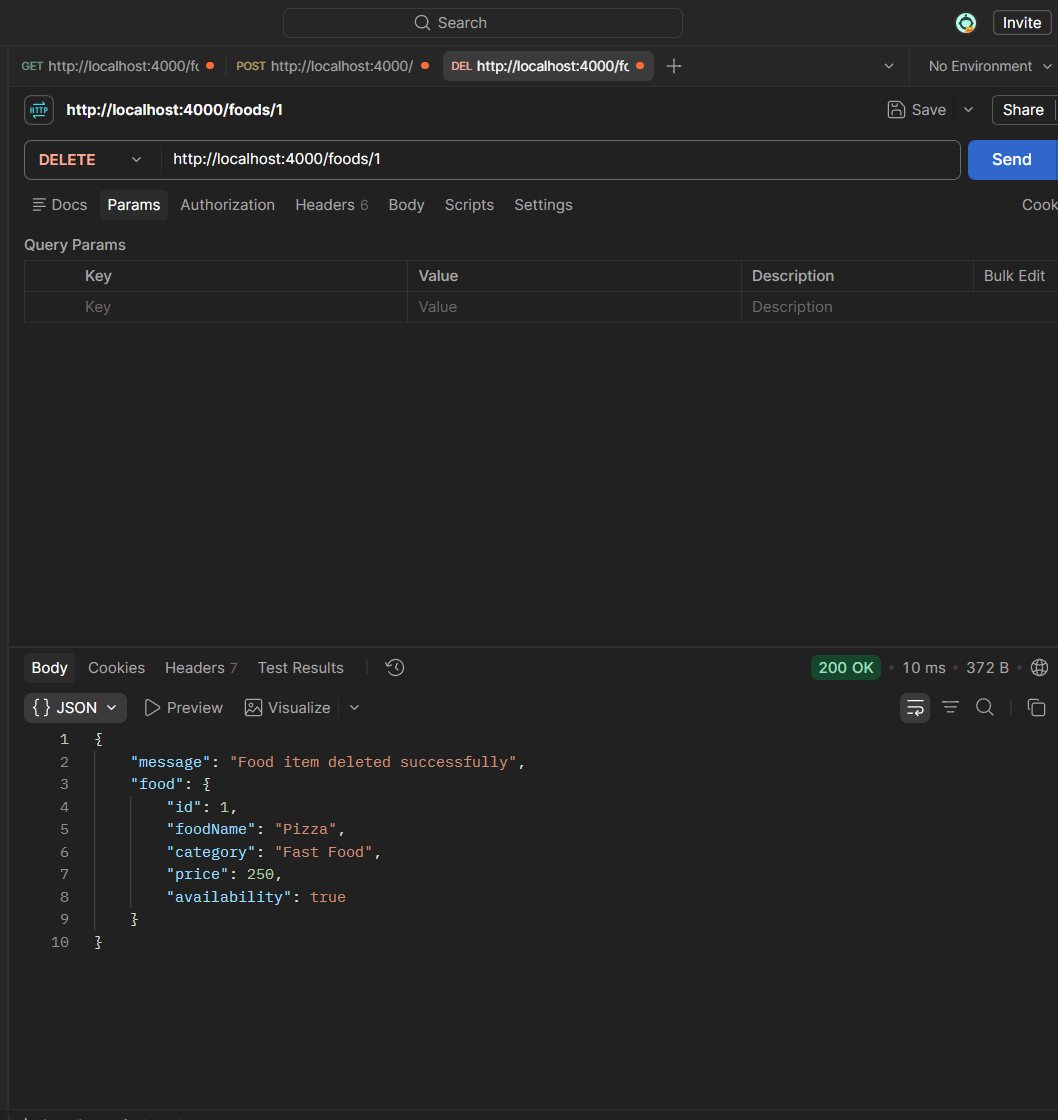 Search
Invite
GET http://localhost:4000/fo
POST http://localhost:4000/
DEL http://localhost:4000/fo
No Environment
HTTP http://localhost:4000/foods/1
Save
Share
DELETE http://localhost:4000/foods/1
Send
Docs Params Authorization Headers 6 Body Scripts Settings
Cook
Query Params
Key Value Description Bulk Edit
Key Value Description
Body Cookies Headers 7 Test Results
200 OK • 10 ms • 372 B
{ } JSON Preview Visualize
1 {
2 "message": "Food item deleted successfully",
3 "food": {
4 "id": 1,
5 "foodName": "Pizza",
6 "category": "Fast Food",
7 "price": 250,
8 "availability": true
9 }
10 }